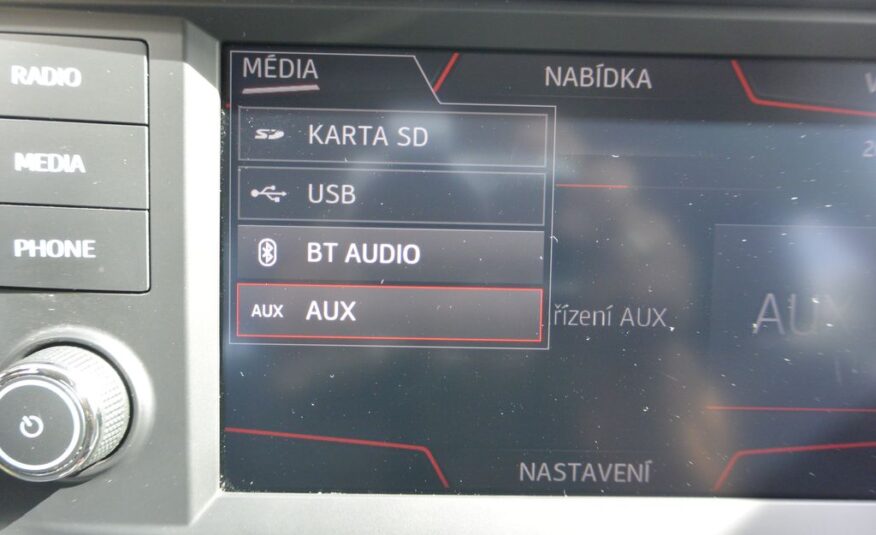 RADIO
MEDIA
PHONE
MÉDIA
NABÍDKA
KARTA SD
USB
BT AUDIO
AUX AUX
řízení AUX
AUX
NASTAVENÍ